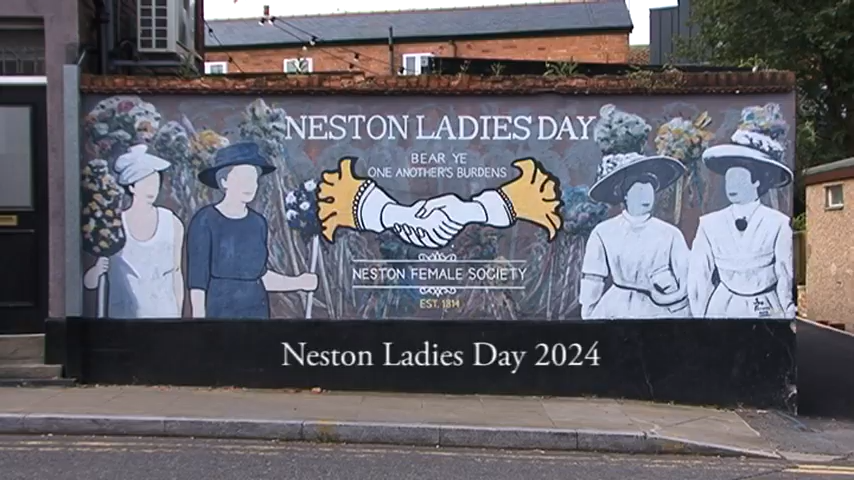 NESTON LADIES DAY
BEAR YE
ONE ANOTHER'S BURDENS
NESTON FEMALE SOCIETY
EST. 1814
Neston Ladies Day 2024